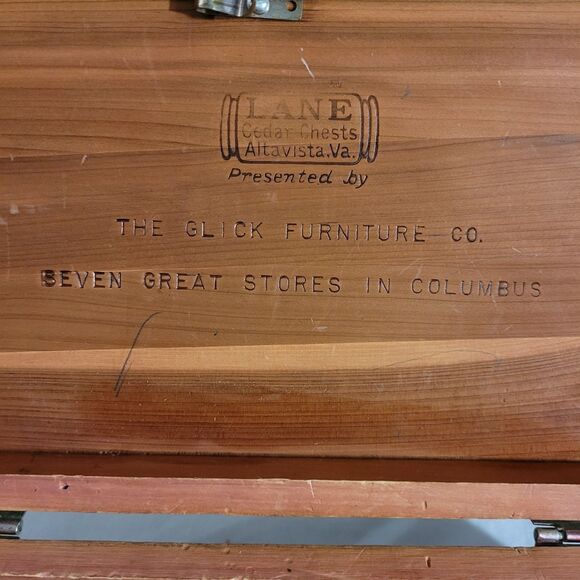 LANE
Cedar Chests
Altavista.Va.
Presented by
THE GLICK FURNITURE CO.
SEVEN GREAT STORES IN COLUMBUS